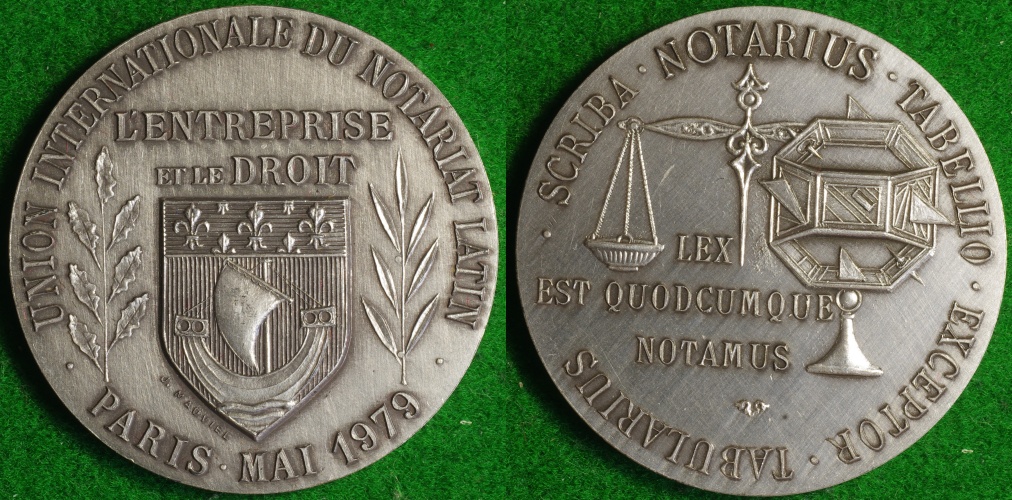 UNION INTERNATIONALE DU NOTARIAT LATIN
L'ENTREPRISE
ET LE DROIT
· PARIS · MAI 1979 ·
SCRIBA · NOTARIUS · TABELLIO · EXCEPTOR · TABULARIUS ·
LEX
EST QUODCUMQUE
NOTAMUS